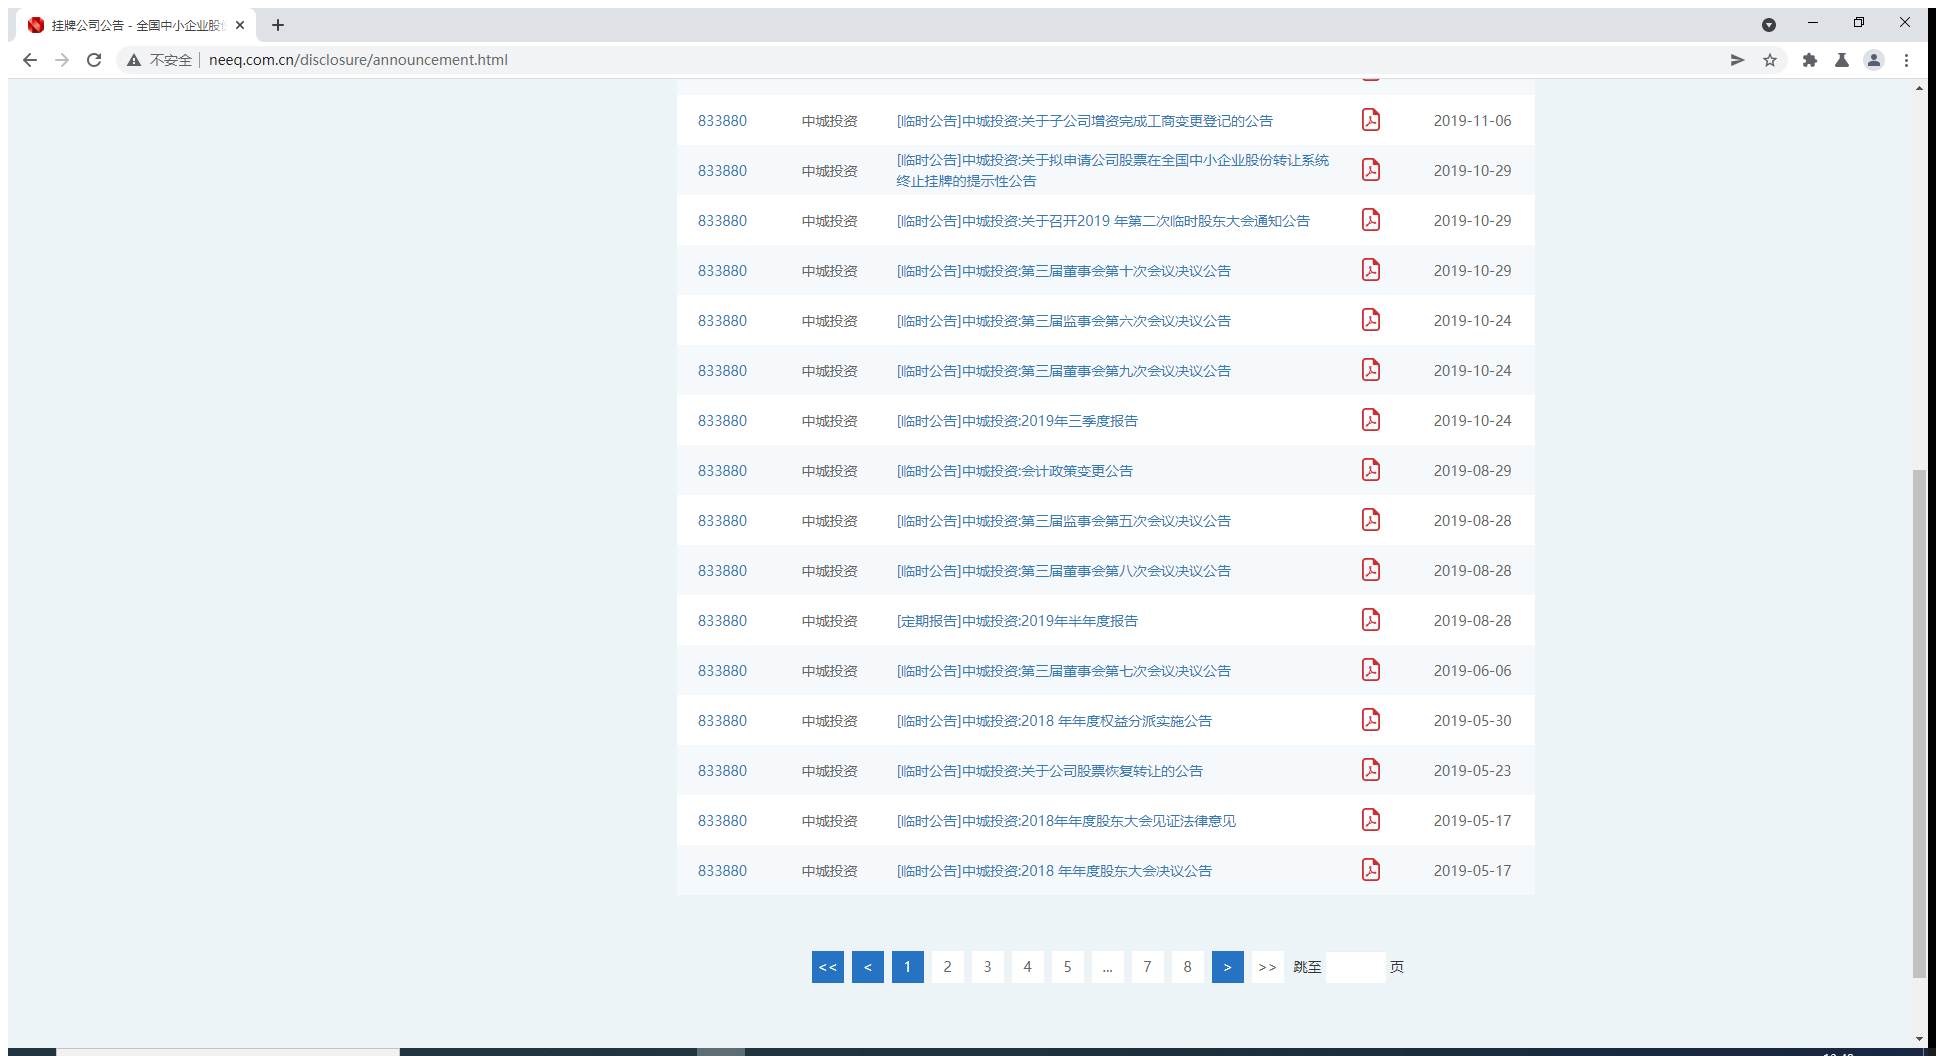 挂牌公司公告 - 全国中小企业股份
不安全 neeq.com.cn/disclosure/announcement.html
833880 中城投资 [临时公告]中城投资:关于子公司增资完成工商变更登记的公告 2019-11-06
833880 中城投资 [临时公告]中城投资:关于拟申请公司股票在全国中小企业股份转让系统
终止挂牌的提示性公告 2019-10-29
833880 中城投资 [临时公告]中城投资:关于召开2019 年第二次临时股东大会通知公告 2019-10-29
833880 中城投资 [临时公告]中城投资:第三届董事会第十次会议决议公告 2019-10-29
833880 中城投资 [临时公告]中城投资:第三届监事会第六次会议决议公告 2019-10-24
833880 中城投资 [临时公告]中城投资:第三届董事会第九次会议决议公告 2019-10-24
833880 中城投资 [临时公告]中城投资:2019年三季度报告 2019-10-24
833880 中城投资 [临时公告]中城投资:会计政策变更公告 2019-08-29
833880 中城投资 [临时公告]中城投资:第三届监事会第五次会议决议公告 2019-08-28
833880 中城投资 [临时公告]中城投资:第三届董事会第八次会议决议公告 2019-08-28
833880 中城投资 [定期报告]中城投资:2019年半年度报告 2019-08-28
833880 中城投资 [临时公告]中城投资:第三届董事会第七次会议决议公告 2019-06-06
833880 中城投资 [临时公告]中城投资:2018 年年度权益分派实施公告 2019-05-30
833880 中城投资 [临时公告]中城投资:关于公司股票恢复转让的公告 2019-05-23
833880 中城投资 [临时公告]中城投资:2018年年度股东大会见证法律意见 2019-05-17
833880 中城投资 [临时公告]中城投资:2018 年年度股东大会决议公告 2019-05-17
<< < 1 2 3 4 5 ... 7 8 > >> 跳至 页